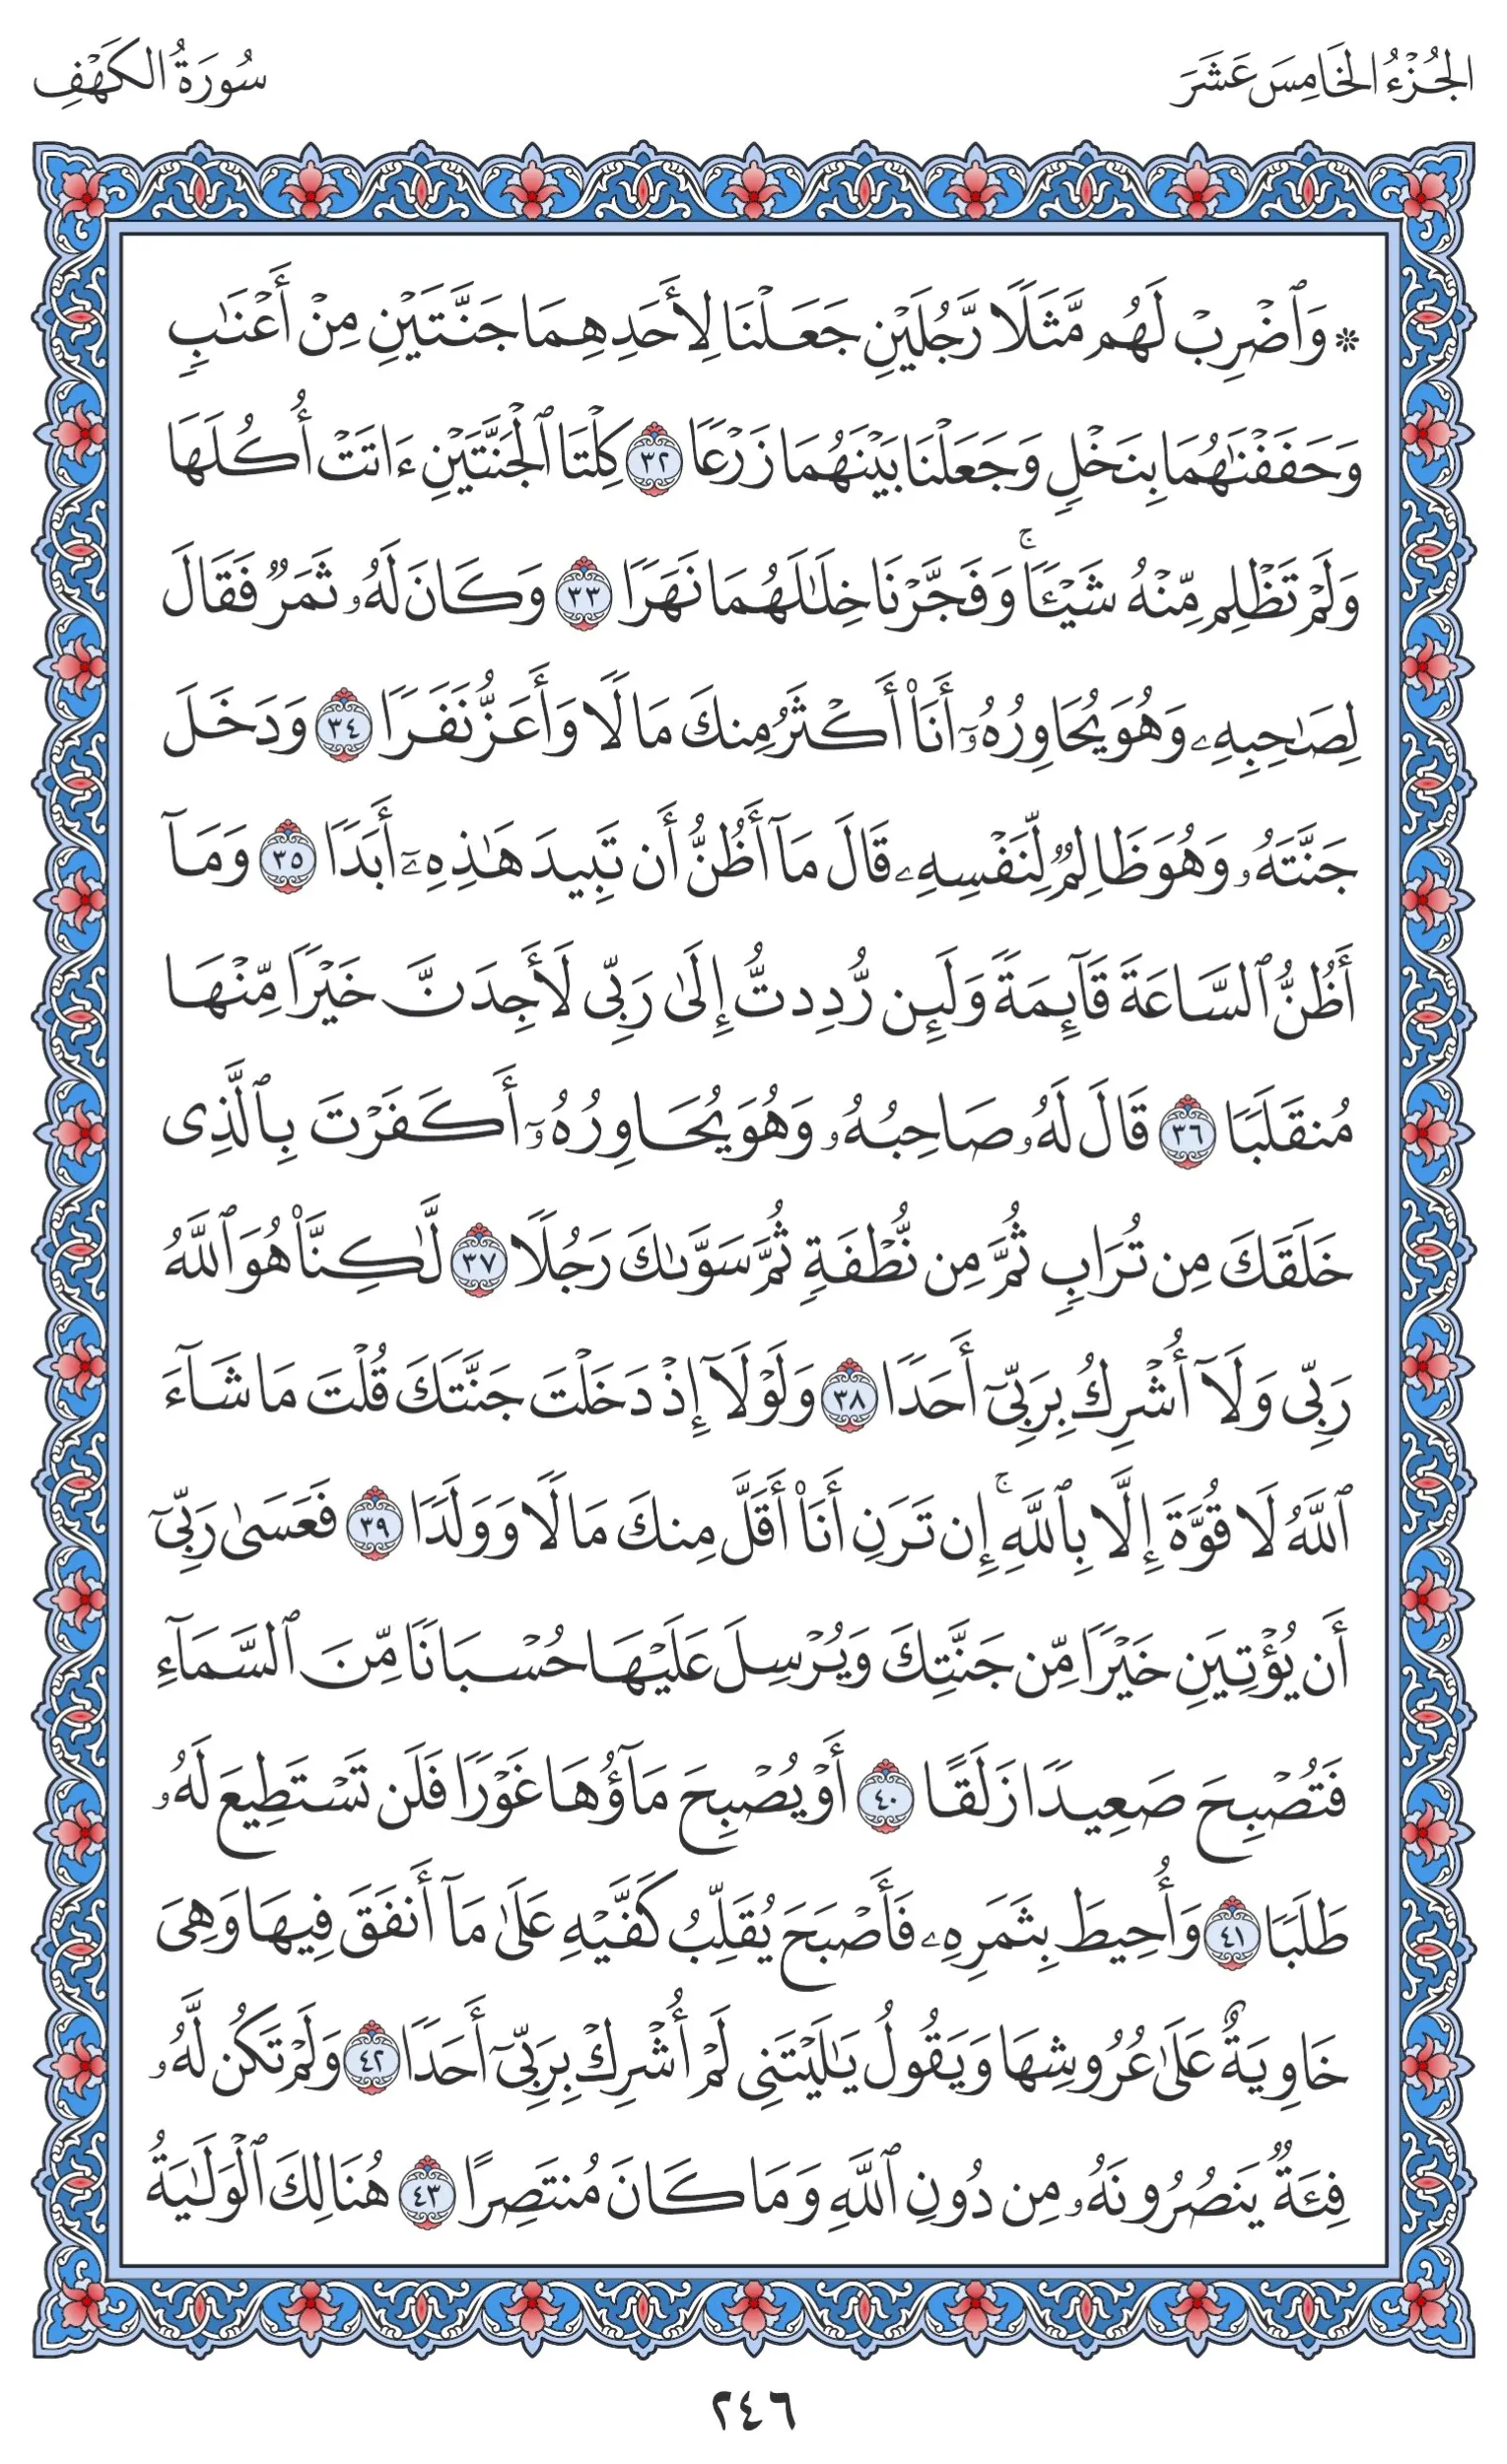 الجُزْءُ الخَامِسَ عَشَرَ
سُورَةُ الكَهْفِ
۞ وَٱضْرِبْ لَهُم مَّثَلًا رَّجُلَيْنِ جَعَلْنَا لِأَحَدِهِمَا جَنَّتَيْنِ مِنْ أَعْنَٰبٍ
وَحَفَفْنَٰهُمَا بِنَخْلٍ وَجَعَلْنَا بَيْنَهُمَا زَرْعًا ٣٢ كِلْتَا ٱلْجَنَّتَيْنِ ءَاتَتْ أُكُلَهَا
وَلَمْ تَظْلِم مِّنْهُ شَيْـًٔا ۚ وَفَجَّرْنَا خِلَٰلَهُمَا نَهَرًا ٣٣ وَكَانَ لَهُۥ ثَمَرٌ فَقَالَ
لِصَٰحِبِهِۦ وَهُوَ يُحَاوِرُهُۥٓ أَنَا۠ أَكْثَرُ مِنكَ مَالًا وَأَعَزُّ نَفَرًا ٣٤ وَدَخَلَ
جَنَّتَهُۥ وَهُوَ ظَالِمٌ لِّنَفْسِهِۦ قَالَ مَآ أَظُنُّ أَن تَبِيدَ هَٰذِهِۦٓ أَبَدًا ٣٥ وَمَآ
أَظُنُّ ٱلسَّاعَةَ قَآئِمَةً وَلَئِن رُّدِدتُّ إِلَىٰ رَبِّى لَأَجِدَنَّ خَيْرًا مِّنْهَا
مُنقَلَبًا ٣٦ قَالَ لَهُۥ صَاحِبُهُۥ وَهُوَ يُحَاوِرُهُۥٓ أَكَفَرْتَ بِٱلَّذِى
خَلَقَكَ مِن تُرَابٍ ثُمَّ مِن نُّطْفَةٍ ثُمَّ سَوَّىٰكَ رَجُلًا ٣٧ لَّٰكِنَّا۠ هُوَ ٱللَّهُ
رَبِّى وَلَآ أُشْرِكُ بِرَبِّىٓ أَحَدًا ٣٨ وَلَوْلَآ إِذْ دَخَلْتَ جَنَّتَكَ قُلْتَ مَا شَآءَ
ٱللَّهُ لَا قُوَّةَ إِلَّا بِٱللَّهِ ۚ إِن تَرَنِ أَنَا۠ أَقَلَّ مِنكَ مَالًا وَوَلَدًا ٣٩ فَعَسَىٰ رَبِّىٓ
أَن يُؤْتِيَنِ خَيْرًا مِّن جَنَّتِكَ وَيُرْسِلَ عَلَيْهَا حُسْبَانًا مِّنَ ٱلسَّمَآءِ
فَتُصْبِحَ صَعِيدًا زَلَقًا ٤٠ أَوْ يُصْبِحَ مَآؤُهَا غَوْرًا فَلَن تَسْتَطِيعَ لَهُۥ
طَلَبًا ٤١ وَأُحِيطَ بِثَمَرِهِۦ فَأَصْبَحَ يُقَلِّبُ كَفَّيْهِ عَلَىٰ مَآ أَنفَقَ فِيهَا وَهِىَ
خَاوِيَةٌ عَلَىٰ عُرُوشِهَا وَيَقُولُ يَٰلَيْتَنِى لَمْ أُشْرِكْ بِرَبِّىٓ أَحَدًا ٤٢ وَلَمْ تَكُن لَّهُۥ
فِئَةٌ يَنصُرُونَهُۥ مِن دُونِ ٱللَّهِ وَمَا كَانَ مُنتَصِرًا ٤٣ هُنَالِكَ ٱلْوَلَٰيَةُ
٢٤٦